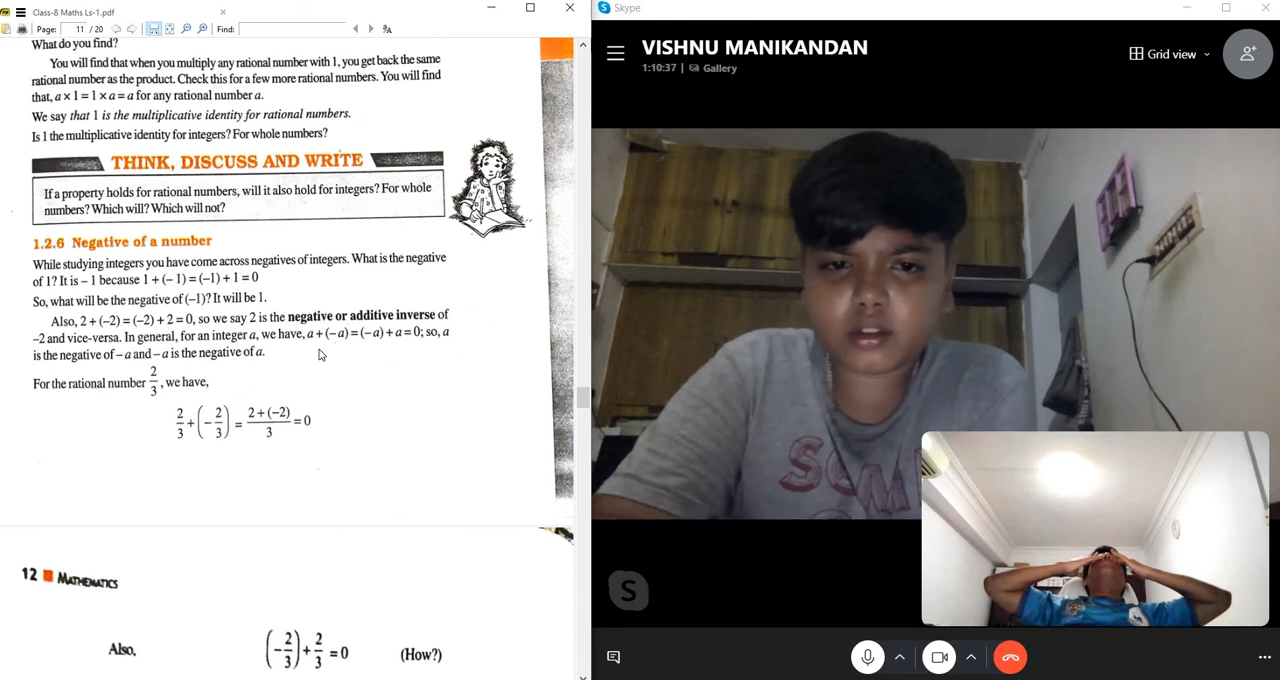 Class-8 Maths Ls-1.pdf
Page: 11 / 20 Find:
What do you find?
You will find that when you multiply any rational number with 1, you get back the same
rational number as the product. Check this for a few more rational numbers. You will find
that, a × 1 = 1 × a = a for any rational number a.
We say that 1 is the multiplicative identity for rational numbers.
Is 1 the multiplicative identity for integers? For whole numbers?
THINK, DISCUSS AND WRITE
If a property holds for rational numbers, will it also hold for integers? For whole
numbers? Which will? Which will not?
1.2.6 Negative of a number
While studying integers you have come across negatives of integers. What is the negative
of 1? It is – 1 because 1 + (– 1) = (–1) + 1 = 0
So, what will be the negative of (–1)? It will be 1.
Also, 2 + (–2) = (–2) + 2 = 0, so we say 2 is the negative or additive inverse of
–2 and vice-versa. In general, for an integer a, we have, a + (– a) = (– a) + a = 0; so, a
is the negative of – a and – a is the negative of a.
For the rational number 2/3, we have,
2/3 + (– 2/3) = (2 + (–2))/3 = 0
12 MATHEMATICS
Also, (– 2/3) + 2/3 = 0 (How?)
Skype
VISHNU MANIKANDAN
1:10:37 | Gallery
Grid view
S